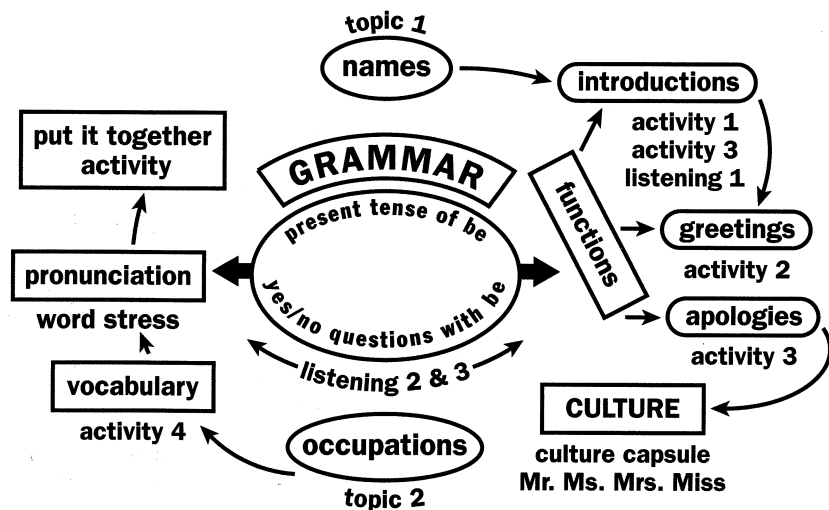 topic 1
names
introductions
activity 1
activity 3
listening 1
put it together
activity
GRAMMAR
present tense of be
yes/no questions with be
functions
greetings
activity 2
pronunciation
word stress
apologies
activity 3
listening 2 & 3
vocabulary
activity 4
CULTURE
culture capsule
Mr. Ms. Mrs. Miss
occupations
topic 2